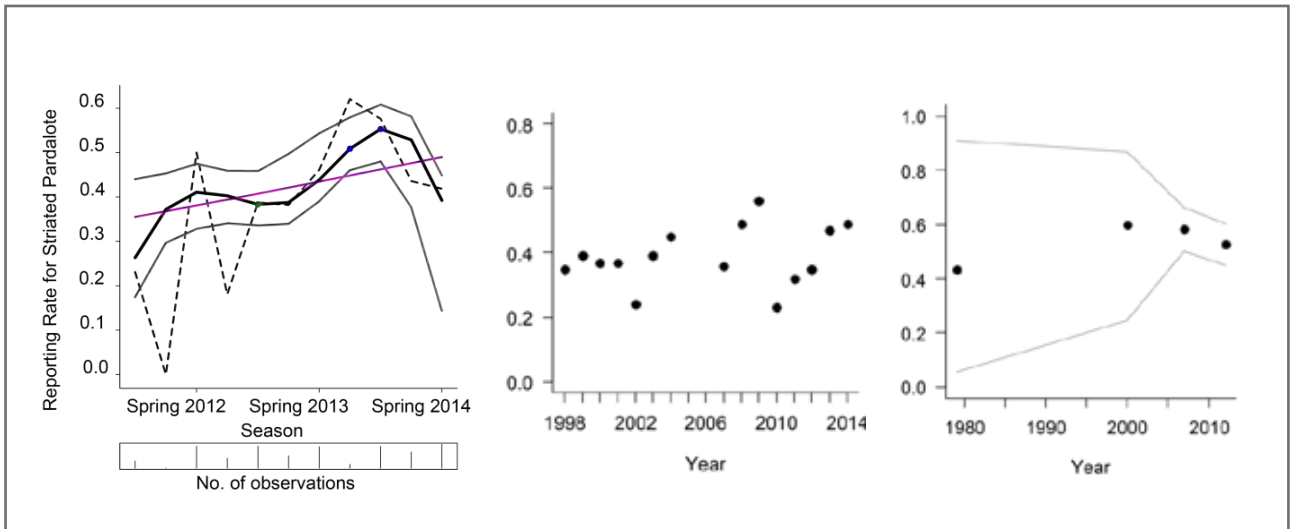 Reporting Rate for Striated Pardalote
0.6
0.5
0.4
0.3
0.2
0.1
0.0
Spring 2012 Spring 2013 Spring 2014
Season
No. of observations
0.8
0.6
0.4
0.2
0.0
1998 2002 2006 2010 2014
Year
1.0
0.8
0.6
0.4
0.2
0.0
1980 1990 2000 2010
Year